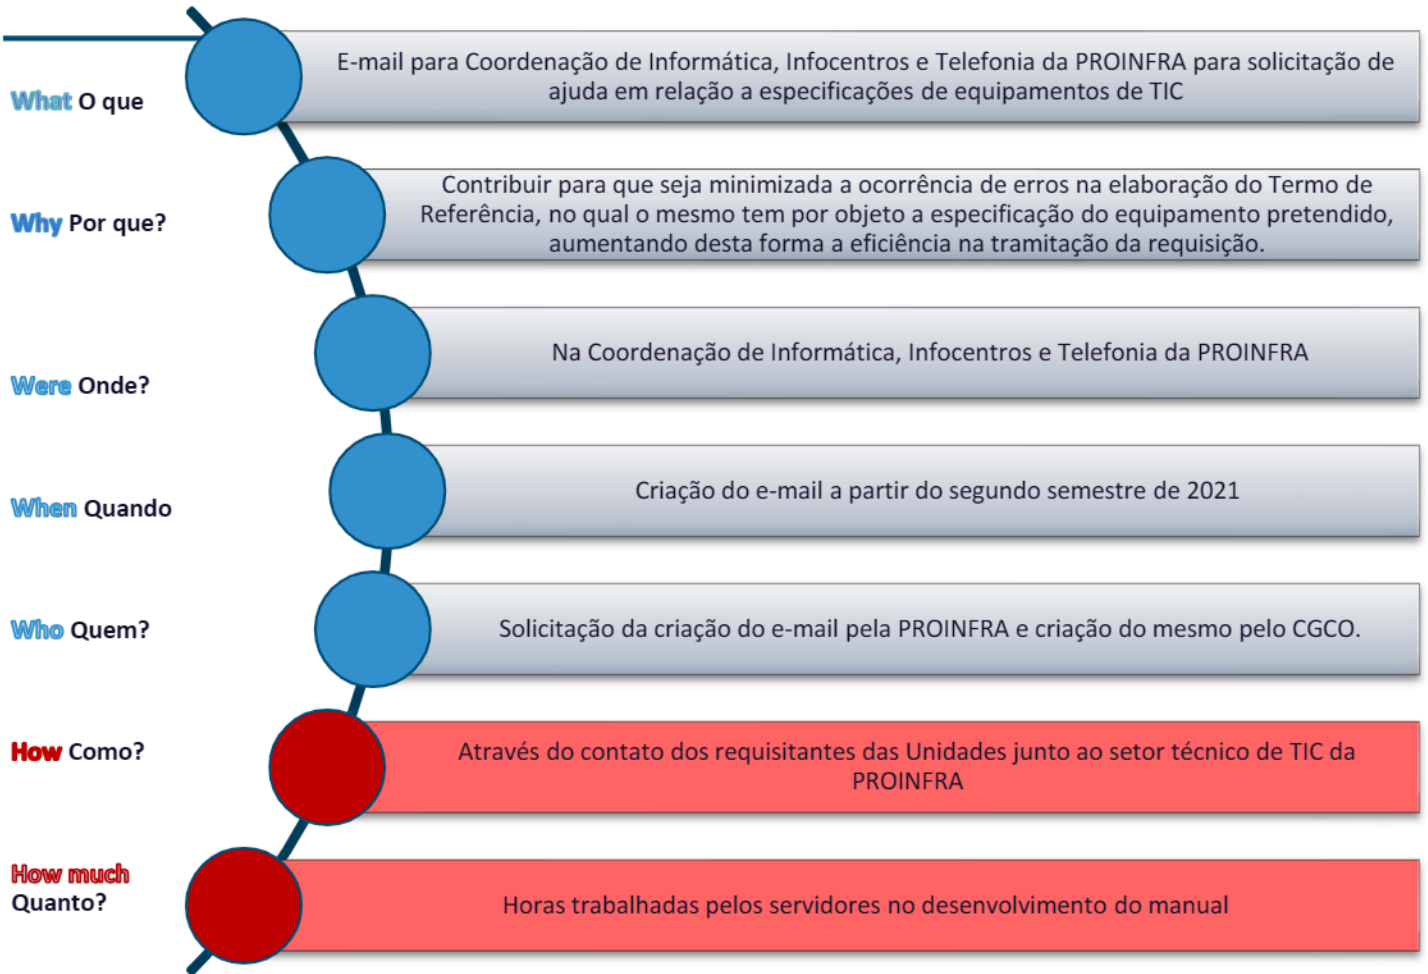 What O que
E-mail para Coordenação de Informática, Infocentros e Telefonia da PROINFRA para solicitação de
ajuda em relação a especificações de equipamentos de TIC
Why Por que?
Contribuir para que seja minimizada a ocorrência de erros na elaboração do Termo de
Referência, no qual o mesmo tem por objeto a especificação do equipamento pretendido,
aumentando desta forma a eficiência na tramitação da requisição.
Were Onde?
Na Coordenação de Informática, Infocentros e Telefonia da PROINFRA
When Quando
Criação do e-mail a partir do segundo semestre de 2021
Who Quem?
Solicitação da criação do e-mail pela PROINFRA e criação do mesmo pelo CGCO.
How Como?
Através do contato dos requisitantes das Unidades junto ao setor técnico de TIC da
PROINFRA
How much
Quanto?
Horas trabalhadas pelos servidores no desenvolvimento do manual